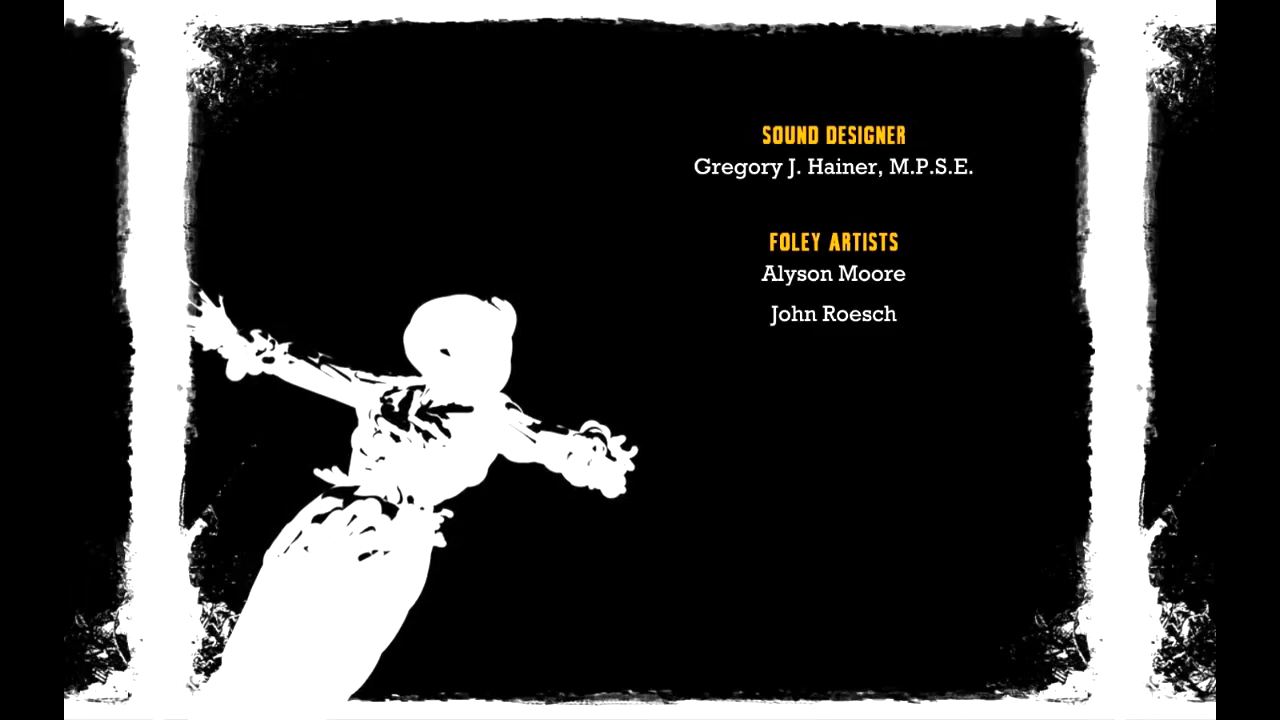 SOUND DESIGNER
Gregory J. Hainer, M.P.S.E.
FOLEY ARTISTS
Alyson Moore
John Roesch